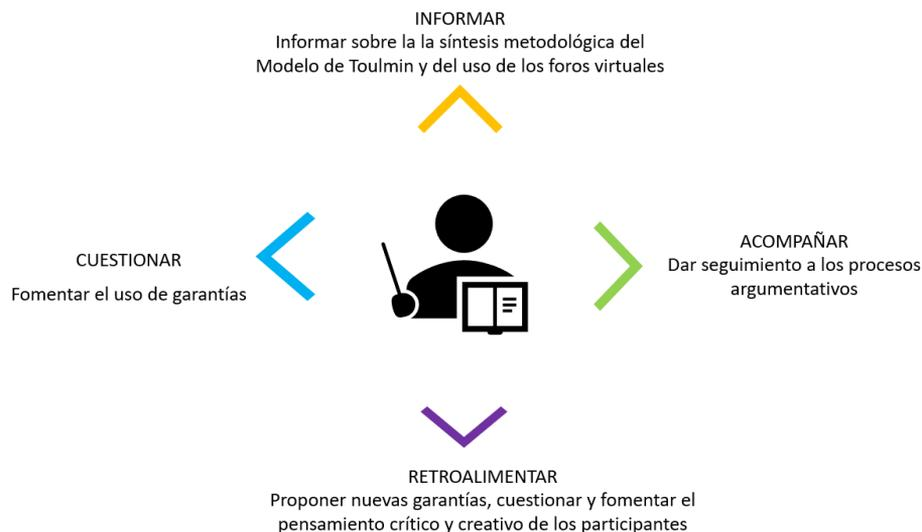 INFORMAR
Informar sobre la la síntesis metodológica del
Modelo de Toulmin y del uso de los foros virtuales
CUESTIONAR
Fomentar el uso de garantías
ACOMPAÑAR
Dar seguimiento a los procesos
argumentativos
RETROALIMENTAR
Proponer nuevas garantías, cuestionar y fomentar el
pensamiento crítico y creativo de los participantes